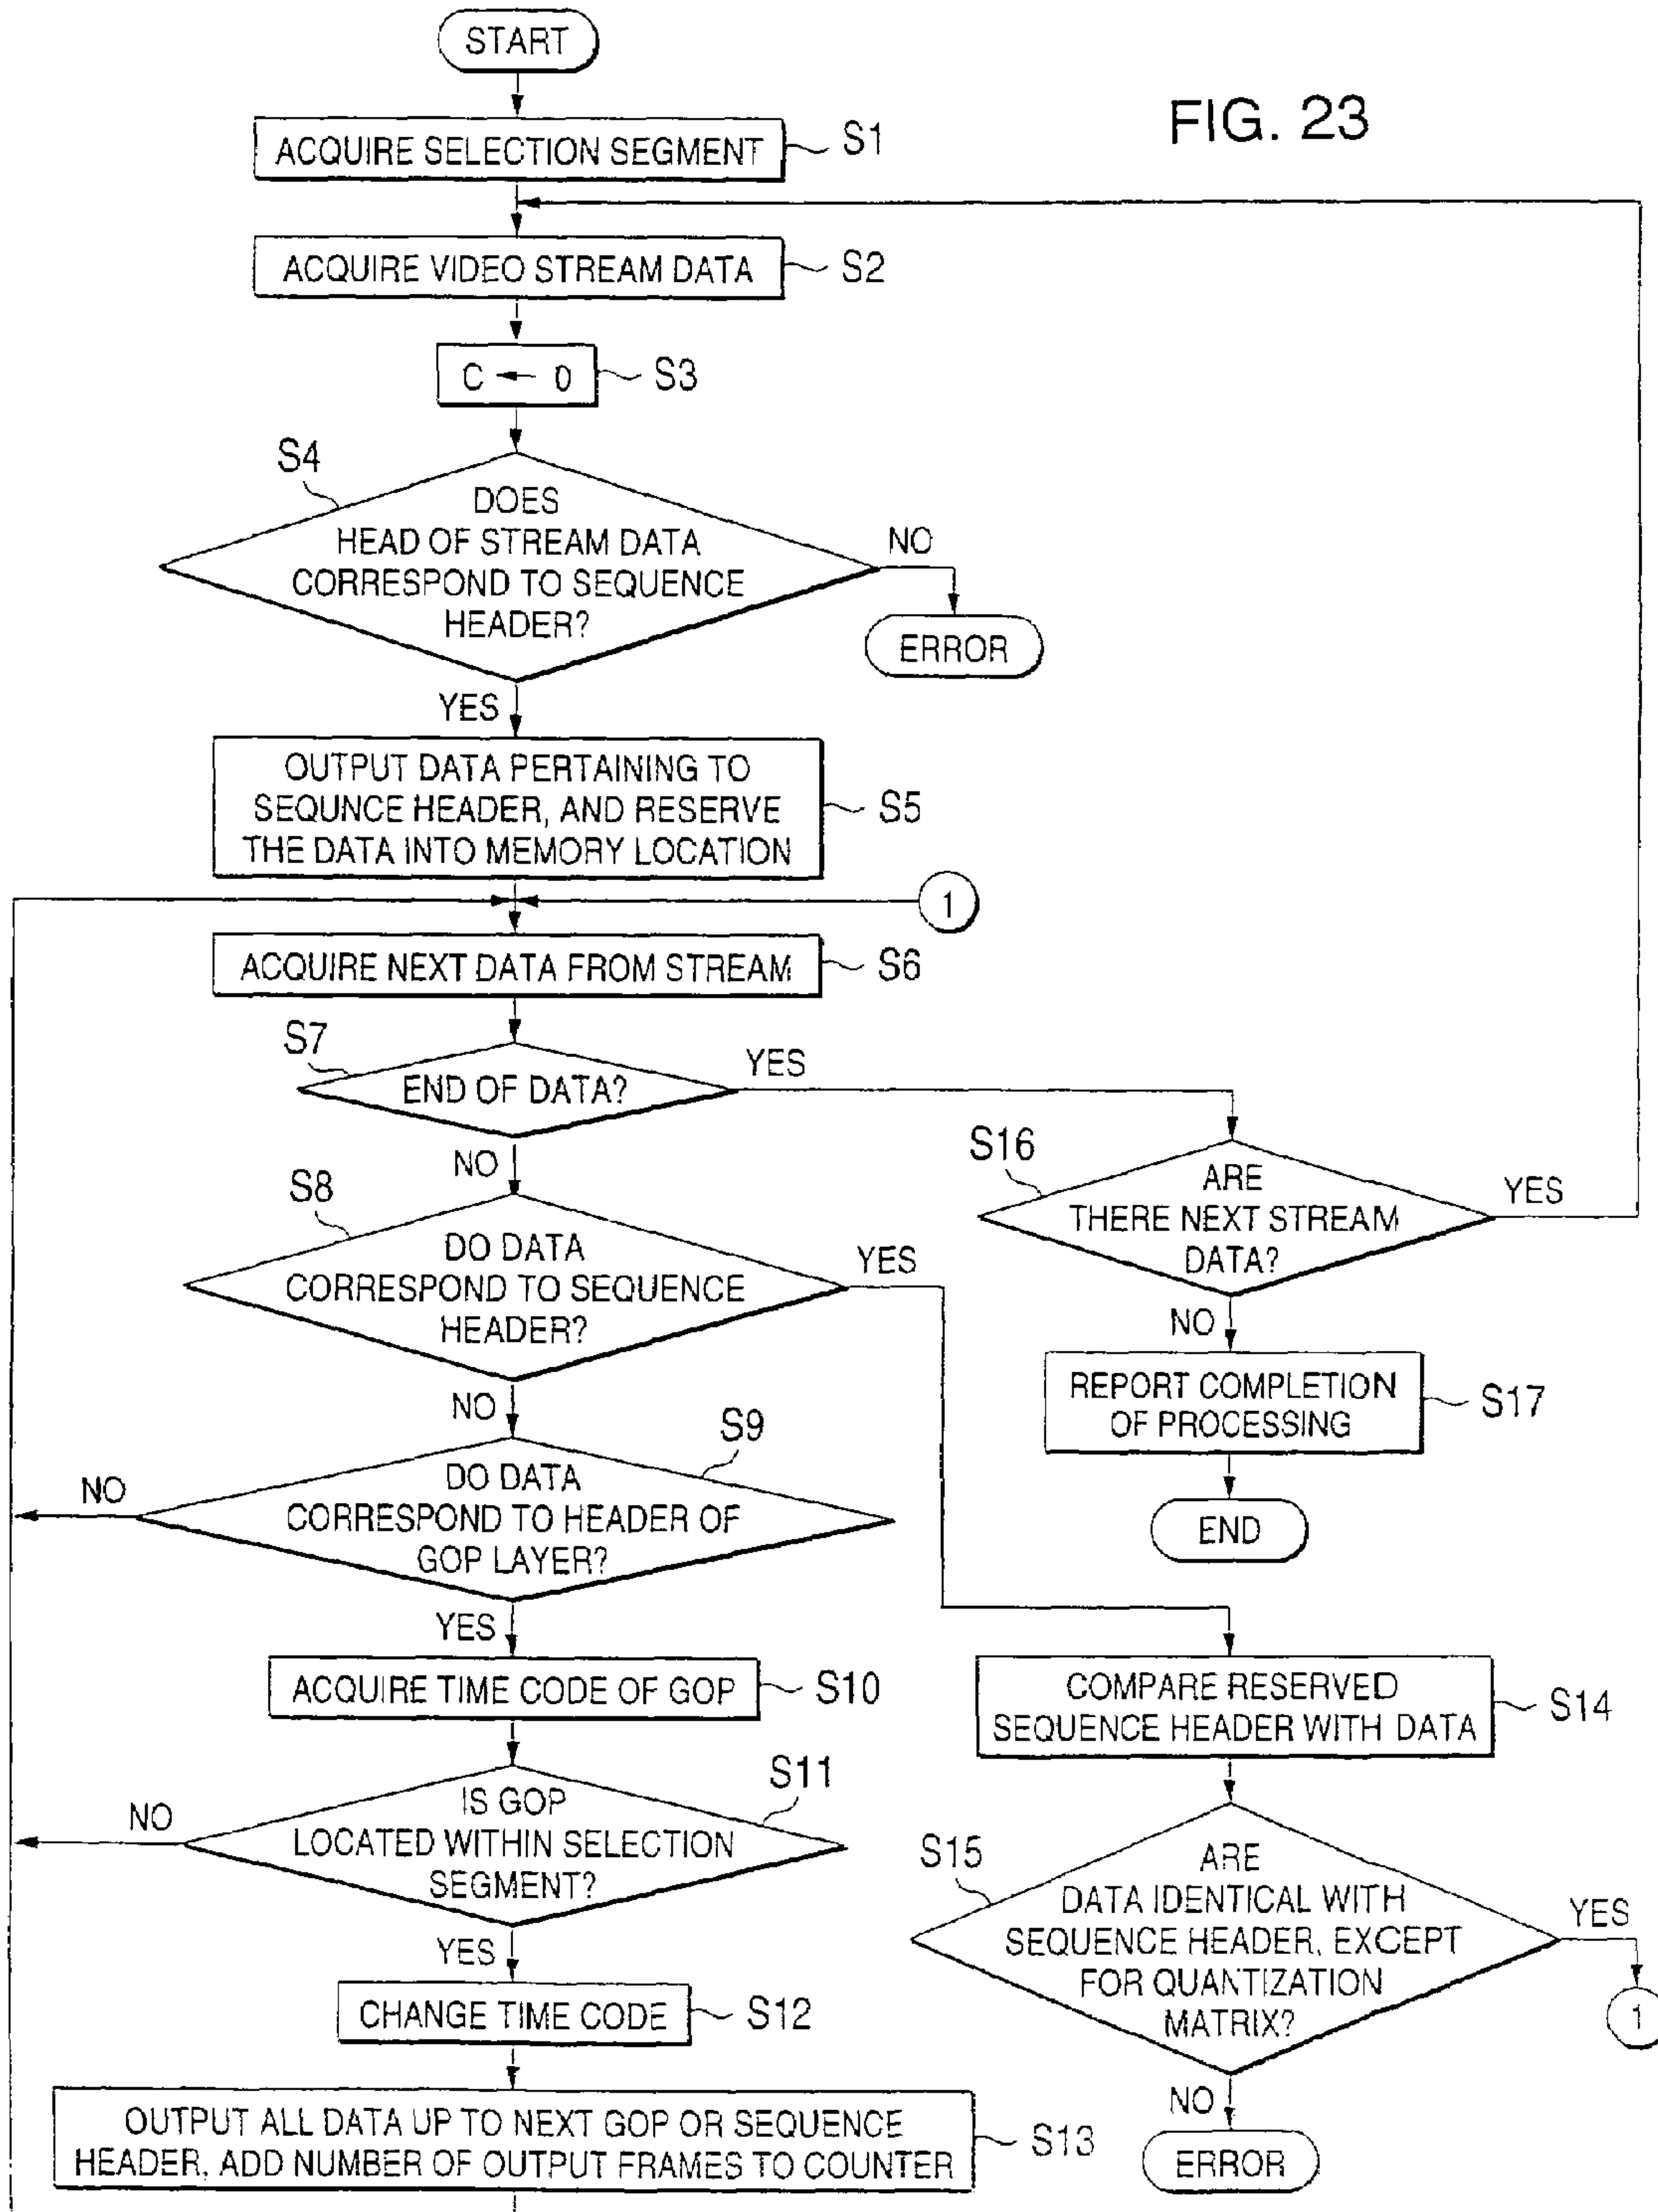 START
FIG. 23
ACQUIRE SELECTION SEGMENT
S1
ACQUIRE VIDEO STREAM DATA
S2
C ← 0
S3
S4
DOES
HEAD OF STREAM DATA
CORRESPOND TO SEQUENCE
HEADER?
NO
ERROR
YES
OUTPUT DATA PERTAINING TO
SEQUNCE HEADER, AND RESERVE
THE DATA INTO MEMORY LOCATION
S5
1
ACQUIRE NEXT DATA FROM STREAM
S6
S7
END OF DATA?
YES
NO
S16
ARE
THERE NEXT STREAM
DATA?
YES
NO
REPORT COMPLETION
OF PROCESSING
S17
END
S8
DO DATA
CORRESPOND TO SEQUENCE
HEADER?
YES
NO
S9
DO DATA
CORRESPOND TO HEADER OF
GOP LAYER?
NO
YES
ACQUIRE TIME CODE OF GOP
S10
S11
IS GOP
LOCATED WITHIN SELECTION
SEGMENT?
NO
YES
CHANGE TIME CODE
S12
OUTPUT ALL DATA UP TO NEXT GOP OR SEQUENCE
HEADER, ADD NUMBER OF OUTPUT FRAMES TO COUNTER
S13
COMPARE RESERVED
SEQUENCE HEADER WITH DATA
S14
S15
ARE
DATA IDENTICAL WITH
SEQUENCE HEADER, EXCEPT
FOR QUANTIZATION
MATRIX?
YES
1
NO
ERROR